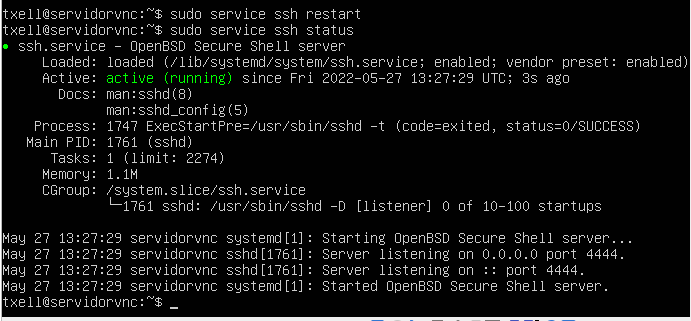 txell@servidorvnc:~$ sudo service ssh restart
txell@servidorvnc:~$ sudo service ssh status
● ssh.service - OpenBSD Secure Shell server
     Loaded: loaded (/lib/systemd/system/ssh.service; enabled; vendor preset: enabled)
     Active: active (running) since Fri 2022-05-27 13:27:29 UTC; 3s ago
       Docs: man:sshd(8)
             man:sshd_config(5)
    Process: 1747 ExecStartPre=/usr/sbin/sshd -t (code=exited, status=0/SUCCESS)
   Main PID: 1761 (sshd)
      Tasks: 1 (limit: 2274)
     Memory: 1.1M
     CGroup: /system.slice/ssh.service
             └─1761 sshd: /usr/sbin/sshd -D [listener] 0 of 10-100 startups

May 27 13:27:29 servidorvnc systemd[1]: Starting OpenBSD Secure Shell server...
May 27 13:27:29 servidorvnc sshd[1761]: Server listening on 0.0.0.0 port 4444.
May 27 13:27:29 servidorvnc sshd[1761]: Server listening on :: port 4444.
May 27 13:27:29 servidorvnc systemd[1]: Started OpenBSD Secure Shell server.
txell@servidorvnc:~$ _